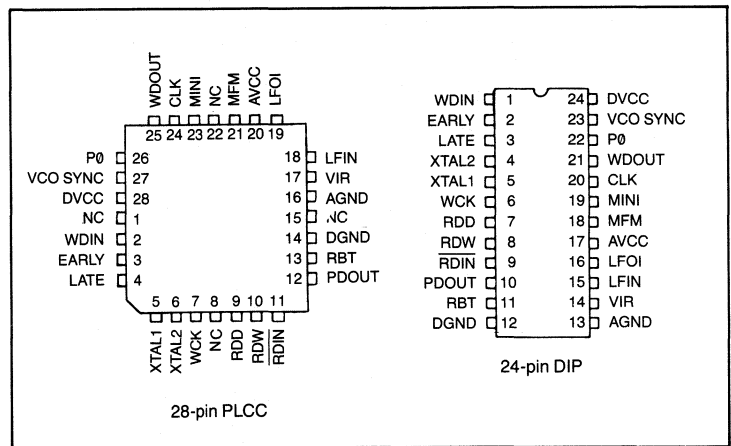 WDOUT CLK MINI NC MFM AVCC LFOI
25 24 23 22 21 20 19
P0 26
VCO SYNC 27
DVCC 28
NC 1
WDIN 2
EARLY 3
LATE 4
18 LFIN
17 VIR
16 AGND
15 NC
14 DGND
13 RBT
12 PDOUT
5 6 7 8 9 10 11
XTAL1 XTAL2 WCK NC RDD RDW RDIN
28-pin PLCC
WDIN 1 24 DVCC
EARLY 2 23 VCO SYNC
LATE 3 22 P0
XTAL2 4 21 WDOUT
XTAL1 5 20 CLK
WCK 6 19 MINI
RDD 7 18 MFM
RDW 8 17 AVCC
RDIN 9 16 LFOI
PDOUT 10 15 LFIN
RBT 11 14 VIR
DGND 12 13 AGND
24-pin DIP